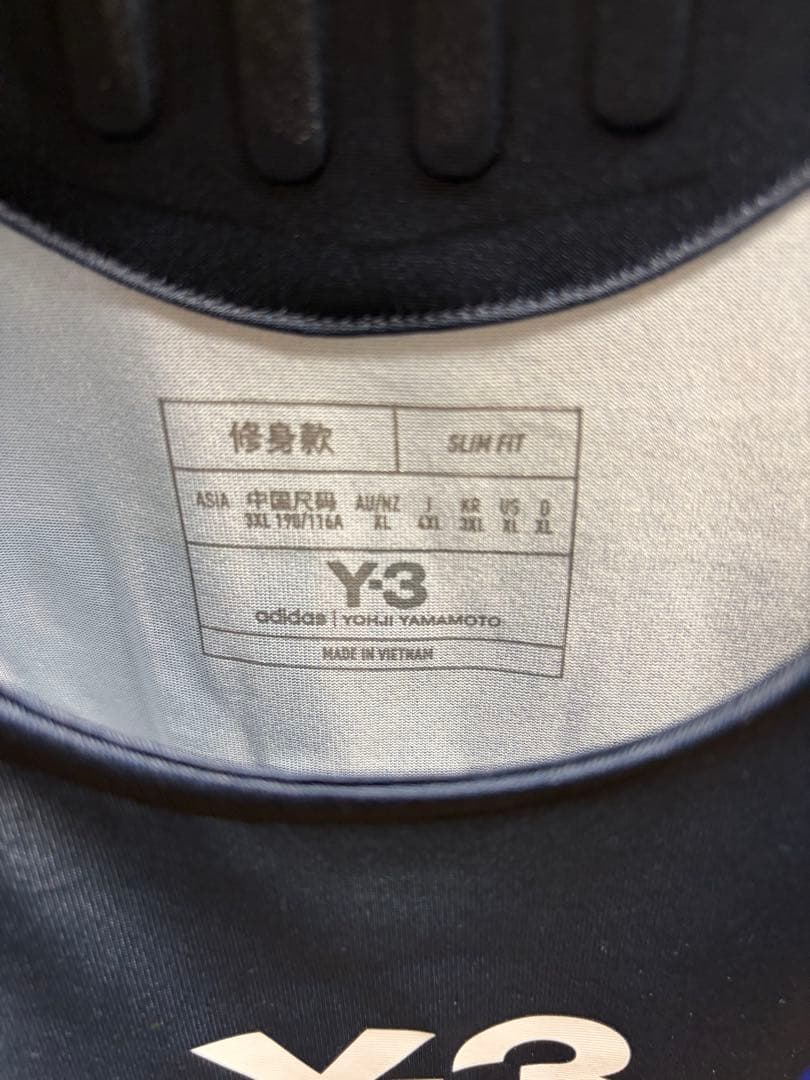 修身款 SLIM FIT
ASIA 中国尺码 AU/NZ J KR US D
3XL 190/116A XL 4XL 3XL XL XL
Y-3
adidas | YOHJI YAMAMOTO
MADE IN VIETNAM
Y-3